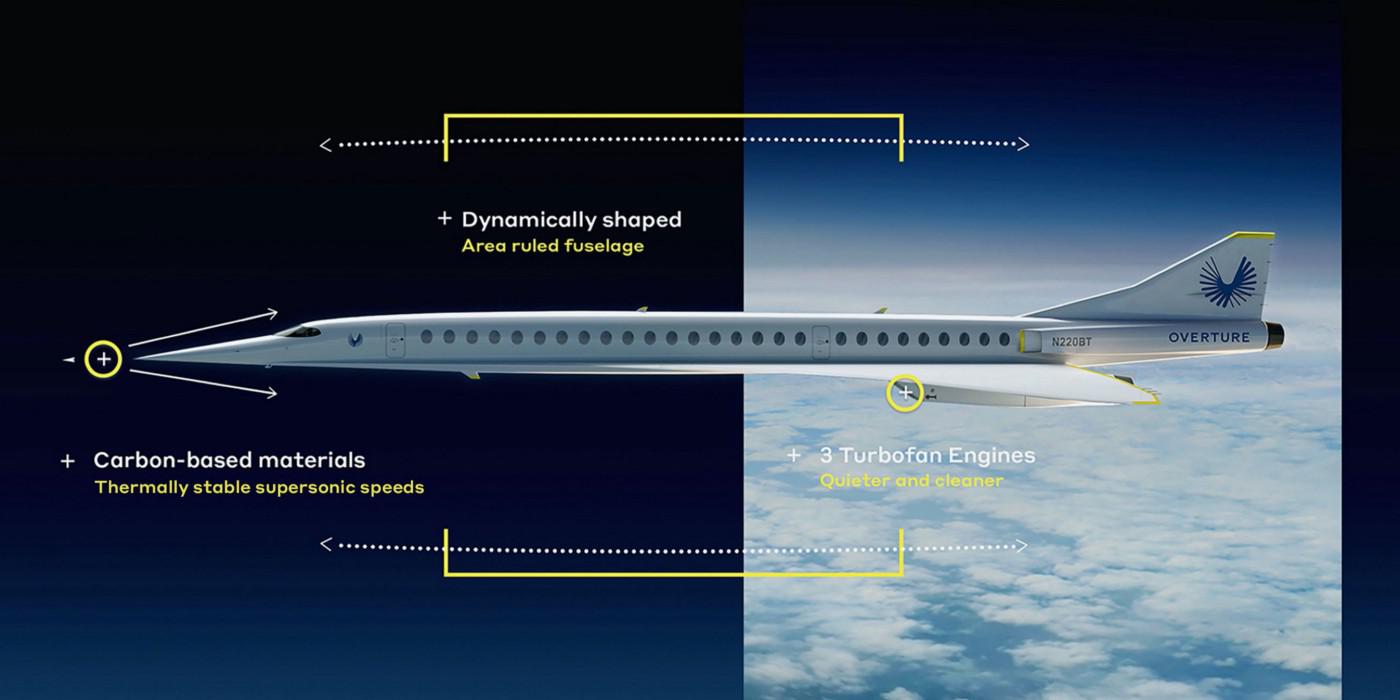 + Dynamically shaped
Area ruled fuselage
N220BT
OVERTURE
+ Carbon-based materials
Thermally stable supersonic speeds
+ 3 Turbofan Engines
Quieter and cleaner